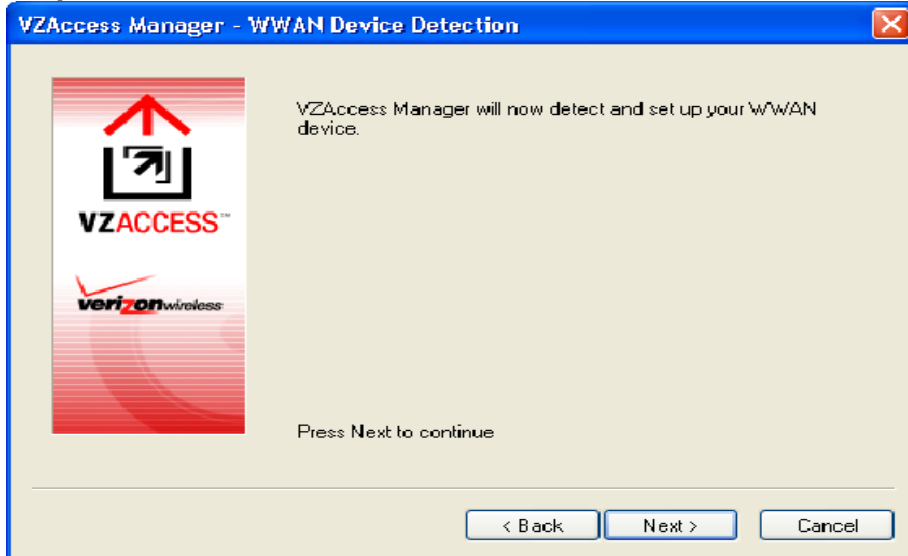 VZAccess Manager - WWAN Device Detection
VZAccess Manager will now detect and set up your WWAN
device.
VZACCESS™
verizonwireless
Press Next to continue
< Back
Next >
Cancel